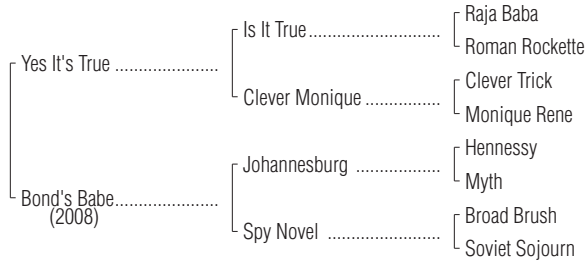 Raja Baba
Is It True
Roman Rockette
Yes It's True
Clever Trick
Clever Monique
Monique Rene
Hennessy
Johannesburg
Myth
Bond's Babe
(2008)
Broad Brush
Spy Novel
Soviet Sojourn